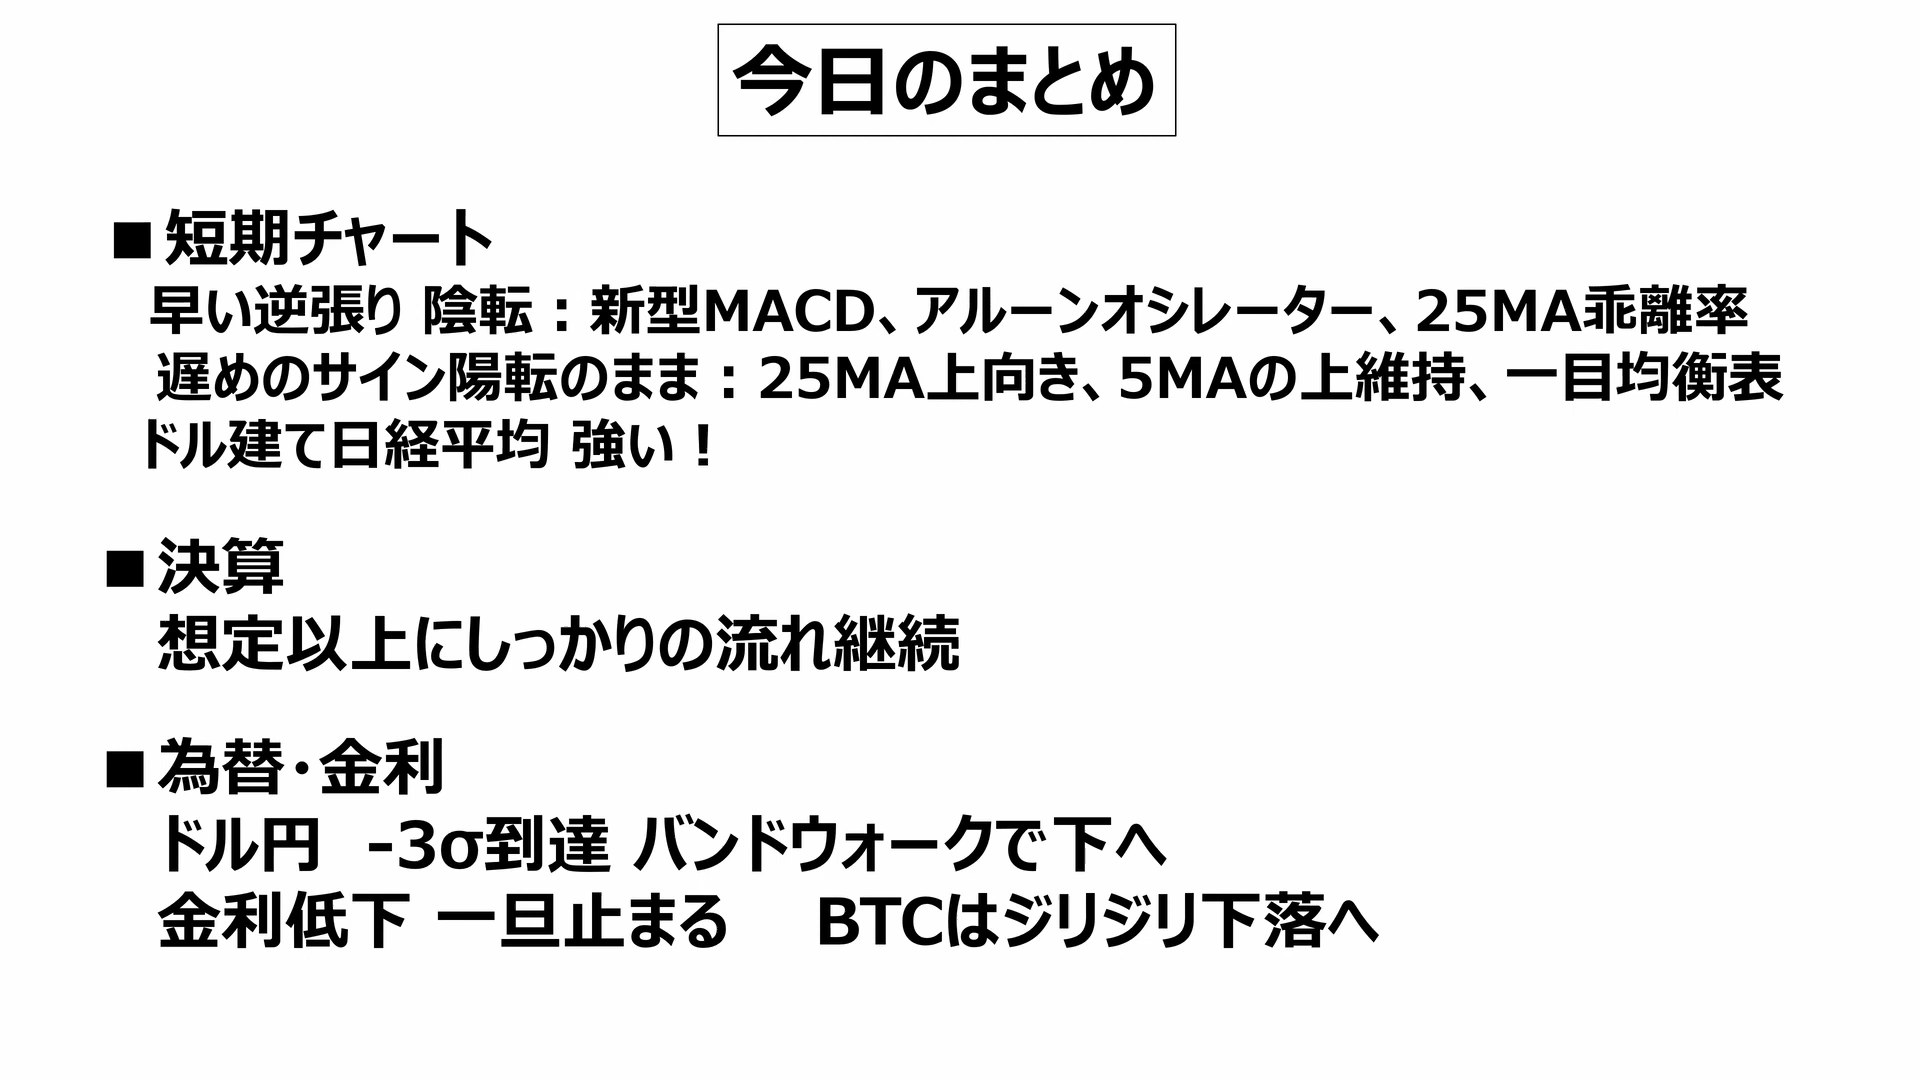 今日のまとめ
■短期チャート
早い逆張り 陰転：新型MACD、アルーンオシレーター、25MA乖離率
遅めのサイン陽転のまま：25MA上向き、5MAの上維持、一目均衡表
ドル建て日経平均 強い！
■決算
想定以上にしっかりの流れ継続
■為替・金利
ドル円 -3σ到達 バンドウォークで下へ
金利低下 一旦止まる BTCはジリジリ下落へ